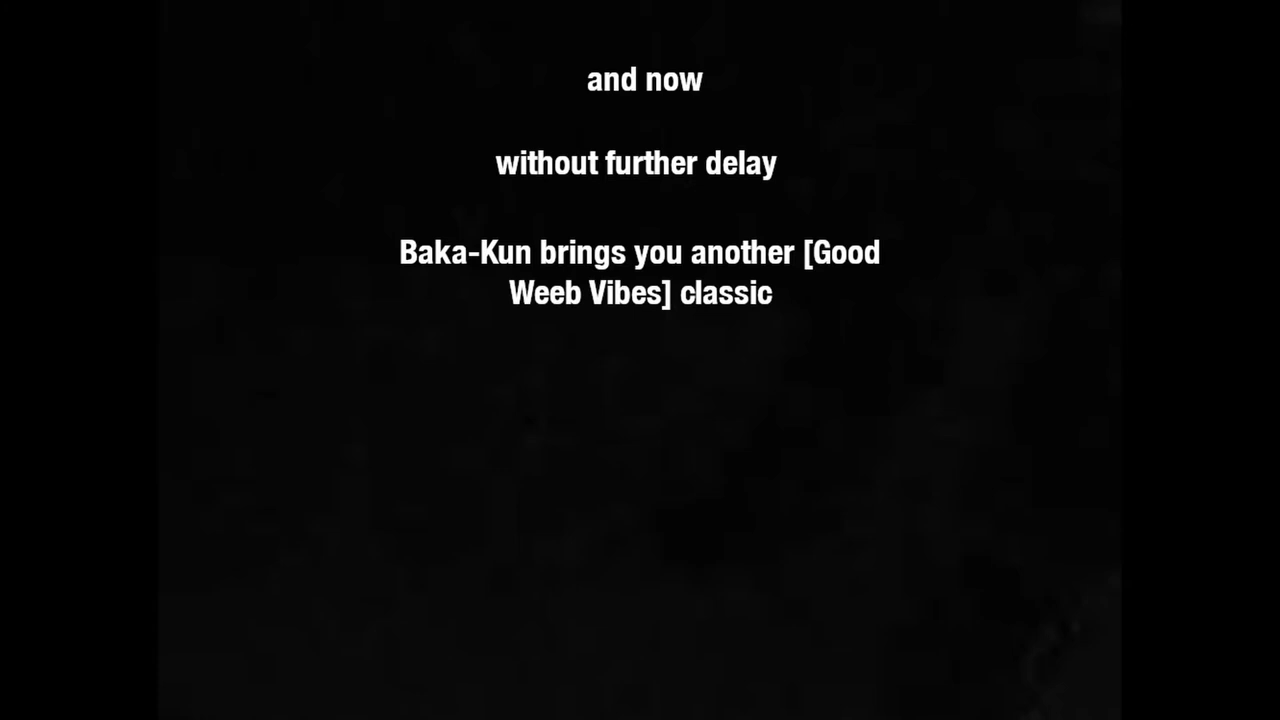 and now
without further delay
Baka-Kun brings you another [Good
Weeb Vibes] classic